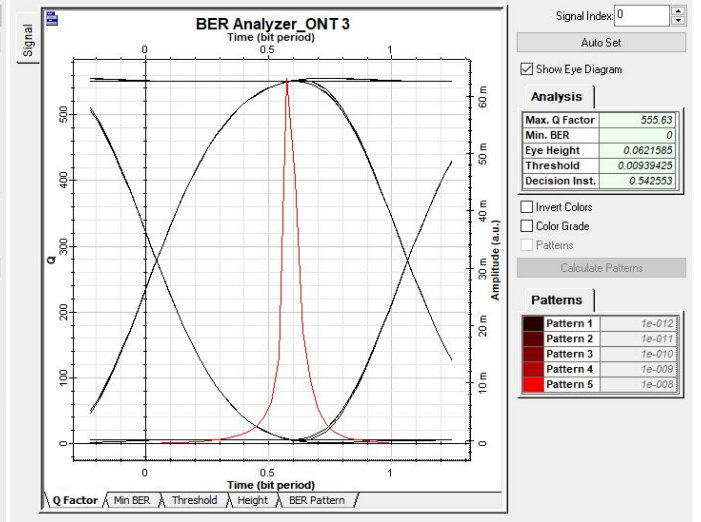 Signal
BER Analyzer_ONT 3
Time (bit period)
0 0.5 1
Q
500
400
300
200
100
0
60 m
50 m
40 m
30 m
20 m
10 m
0
Amplitude (a.u.)
0 0.5 1
Time (bit period)
Q Factor Min BER Threshold Height BER Pattern
Signal Index: 0
Auto Set
Show Eye Diagram
Analysis
Max. Q Factor 555.63
Min. BER 0
Eye Height 0.0621585
Threshold 0.00939425
Decision Inst. 0.542553
Invert Colors
Color Grade
Patterns
Calculate Patterns
Patterns
Pattern 1 1e-012
Pattern 2 1e-011
Pattern 3 1e-010
Pattern 4 1e-009
Pattern 5 1e-008